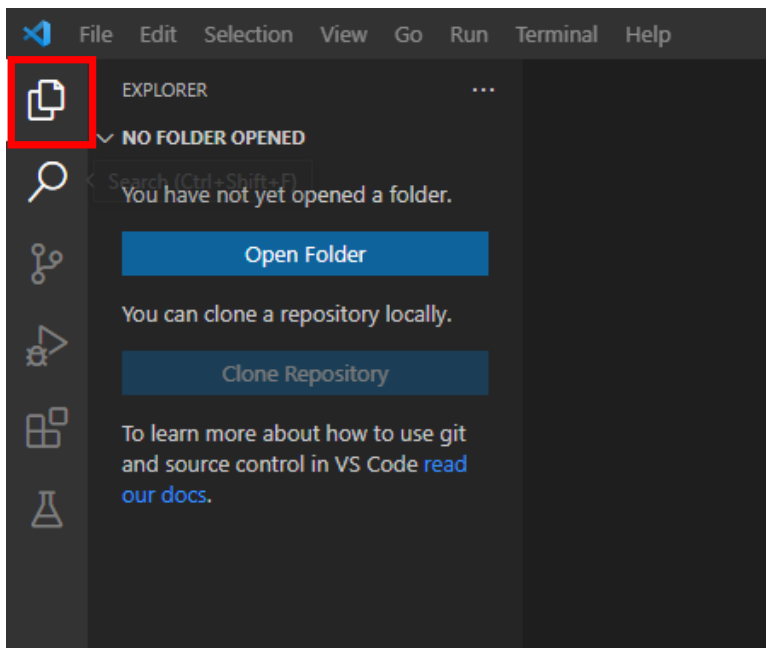 File Edit Selection View Go Run Terminal Help
EXPLORER ...
NO FOLDER OPENED
Search (Ctrl+Shift+F)
You have not yet opened a folder.
Open Folder
You can clone a repository locally.
Clone Repository
To learn more about how to use git
and source control in VS Code read
our docs.